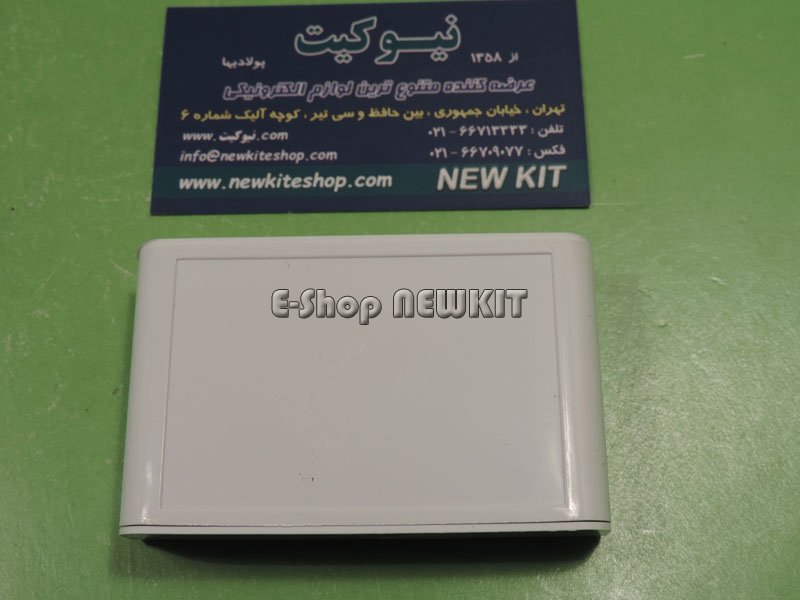 نیوکیت
از ۱۳۵۸ پولادیها
عرضه کننده متنوع ترین لوازم الکترونیکی
تهران ، خیابان جمهوری ، بین حافظ و سی تیر ، کوچه آلیک شماره ۶
تلفن : ۶۶۷۱۳۳۳۳ - ۰۲۱
www.نیوکیت.com
فکس : ۶۶۷۰۹۰۷۷ - ۰۲۱
info@newkiteshop.com
www.newkiteshop.com NEW KIT
E-Shop NEWKIT